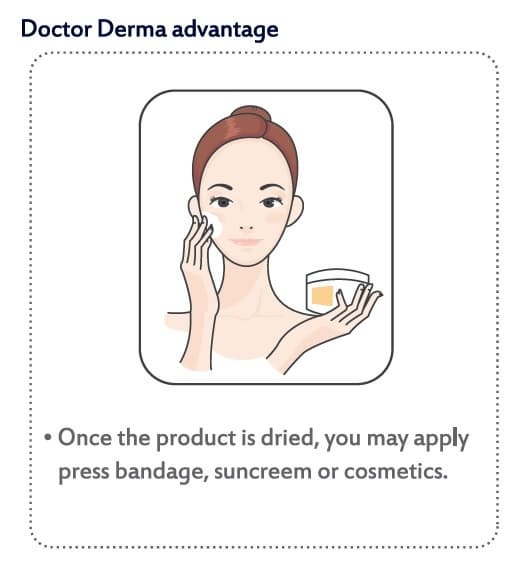 Doctor Derma advantage
• Once the product is dried, you may apply
press bandage, suncreem or cosmetics.